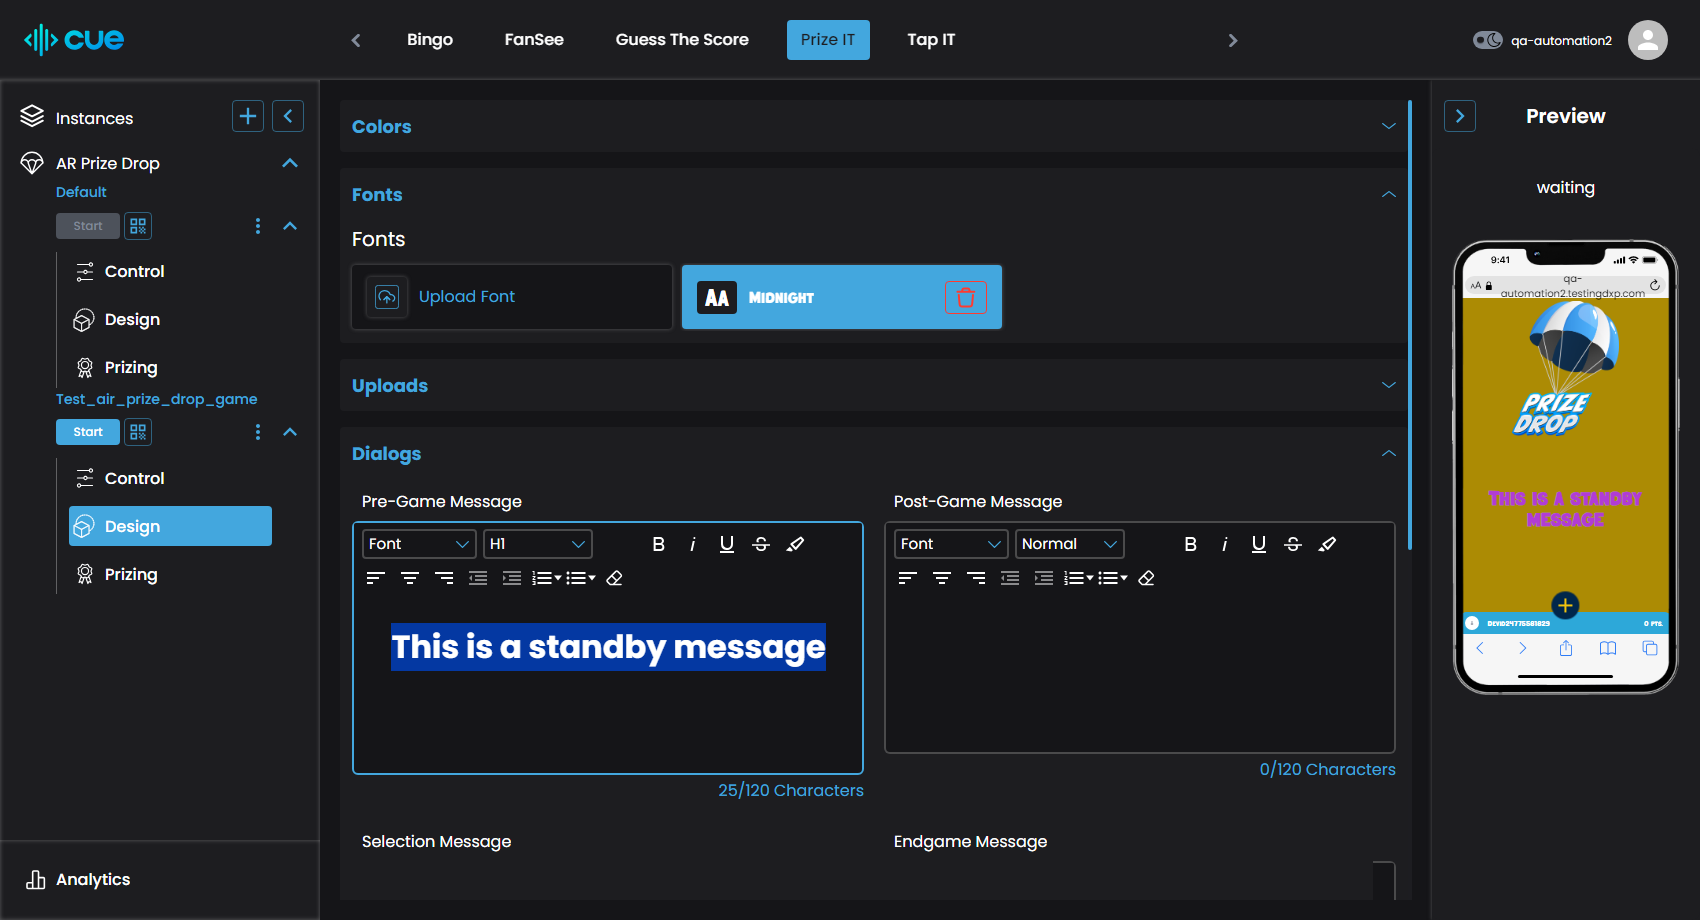 cue
Bingo
FanSee
Guess The Score
Prize IT
Tap IT
qa-automation2
Instances
AR Prize Drop
Default
Start
Control
Design
Prizing
Test_air_prize_drop_game
Start
Control
Design
Prizing
Analytics
Colors
Fonts
Fonts
Upload Font
AA
MIDNIGHT
Uploads
Dialogs
Pre-Game Message
Font
H1
B
i
U
S
This is a standby message
25/120 Characters
Post-Game Message
Font
Normal
B
i
U
S
0/120 Characters
Selection Message
Endgame Message
Preview
waiting
9:41
AA
qa-
automation2.testingdxp.com
PRIZE
DROP
THIS IS A STANDBY
MESSAGE
0 PTS.